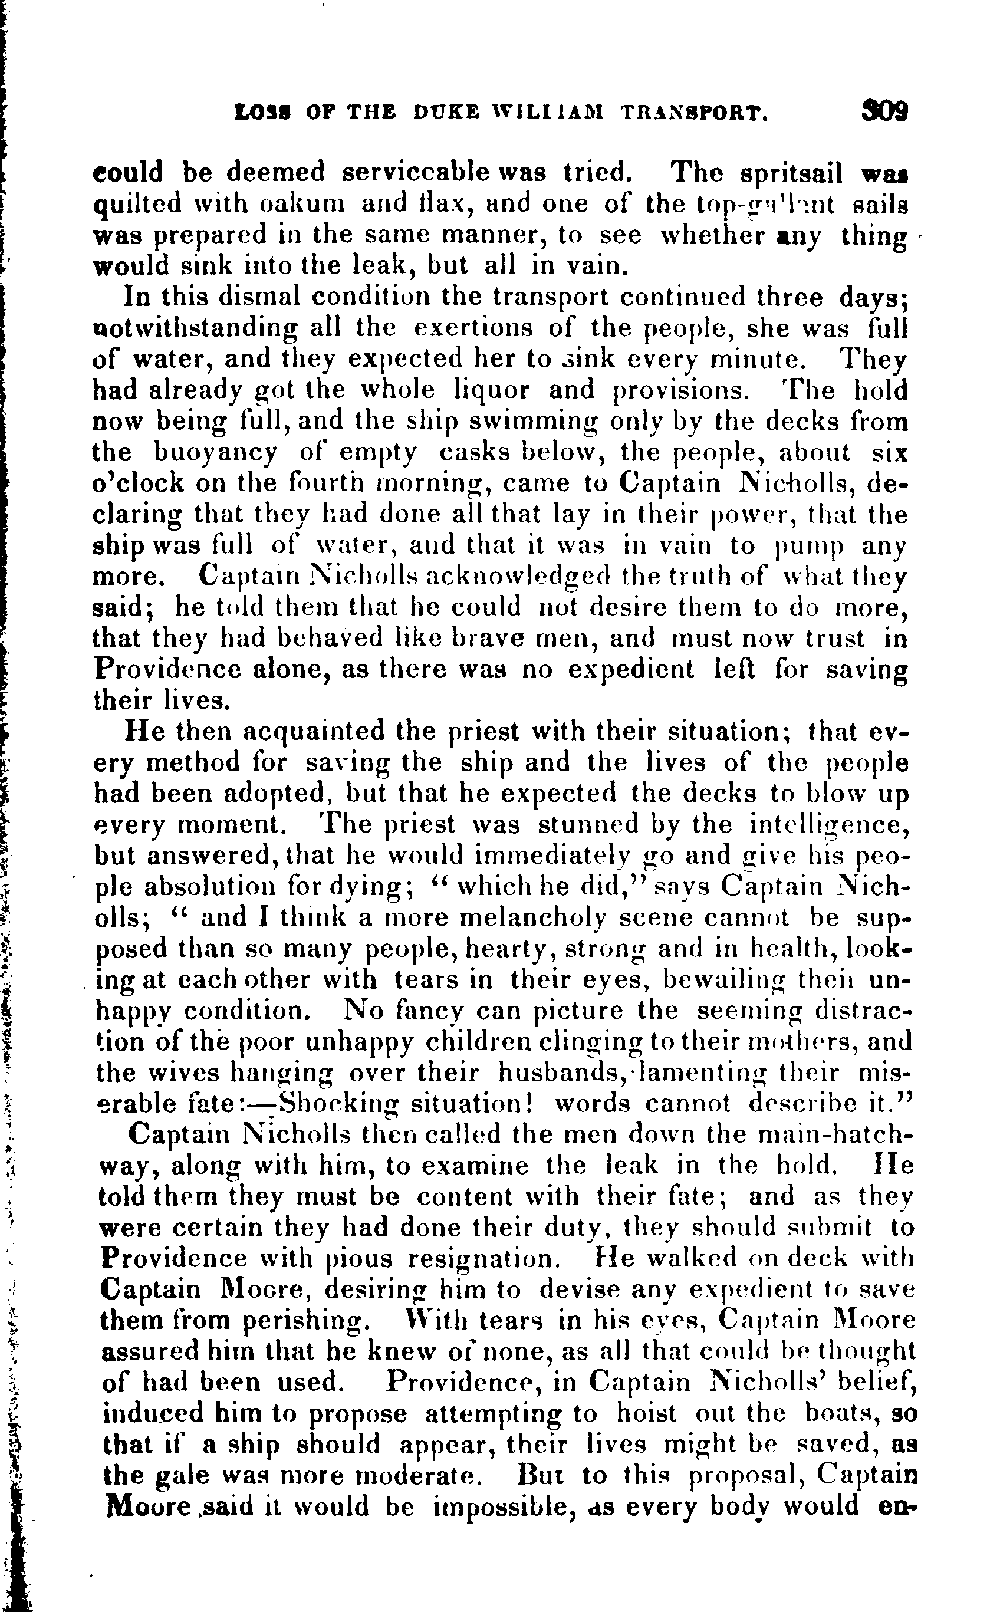 LOSS OF THE DUKE WILLIAM TRANSPORT. 309
could be deemed serviceable was tried. The spritsail was
quilted with oakum and flax, and one of the top-gallant sails
was prepared in the same manner, to see whether any thing
would sink into the leak, but all in vain.
In this dismal condition the transport continued three days;
notwithstanding all the exertions of the people, she was full
of water, and they expected her to sink every minute. They
had already got the whole liquor and provisions. The hold
now being full, and the ship swimming only by the decks from
the buoyancy of empty casks below, the people, about six
o'clock on the fourth morning, came to Captain Nicholls, de-
claring that they had done all that lay in their power, that the
ship was full of water, and that it was in vain to pump any
more. Captain Nicholls acknowledged the truth of what they
said; he told them that he could not desire them to do more,
that they had behaved like brave men, and must now trust in
Providence alone, as there was no expedient left for saving
their lives.
He then acquainted the priest with their situation; that ev-
ery method for saving the ship and the lives of the people
had been adopted, but that he expected the decks to blow up
every moment. The priest was stunned by the intelligence,
but answered, that he would immediately go and give his peo-
ple absolution for dying; "which he did," says Captain Nich-
olls; "and I think a more melancholy scene cannot be sup-
posed than so many people, hearty, strong and in health, look-
ing at each other with tears in their eyes, bewailing their un-
happy condition. No fancy can picture the seeming distrac-
tion of the poor unhappy children clinging to their mothers, and
the wives hanging over their husbands, lamenting their mis-
erable fate:—Shocking situation! words cannot describe it."
Captain Nicholls then called the men down the main-hatch-
way, along with him, to examine the leak in the hold. He
told them they must be content with their fate; and as they
were certain they had done their duty, they should submit to
Providence with pious resignation. He walked on deck with
Captain Moore, desiring him to devise any expedient to save
them from perishing. With tears in his eyes, Captain Moore
assured him that he knew of none, as all that could be thought
of had been used. Providence, in Captain Nicholls' belief,
induced him to propose attempting to hoist out the boats, so
that if a ship should appear, their lives might be saved, as
the gale was more moderate. But to this proposal, Captain
Moore said it would be impossible, as every body would en-